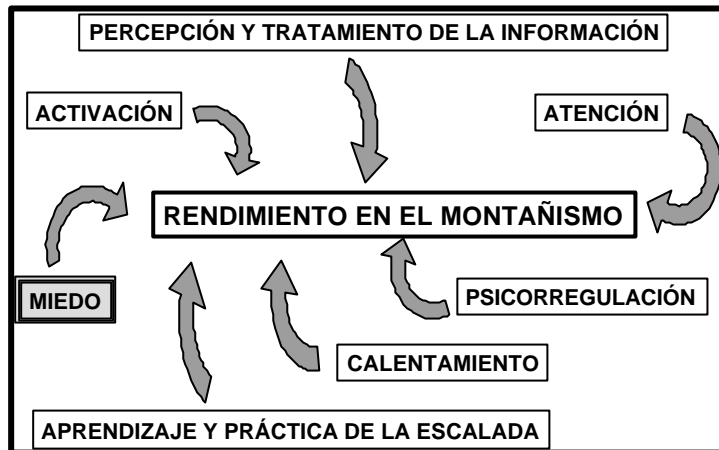 PERCEPCIÓN Y TRATAMIENTO DE LA INFORMACIÓN
ACTIVACIÓN
ATENCIÓN
RENDIMIENTO EN EL MONTAÑISMO
MIEDO
PSICORREGULACIÓN
CALENTAMIENTO
APRENDIZAJE Y PRÁCTICA DE LA ESCALADA